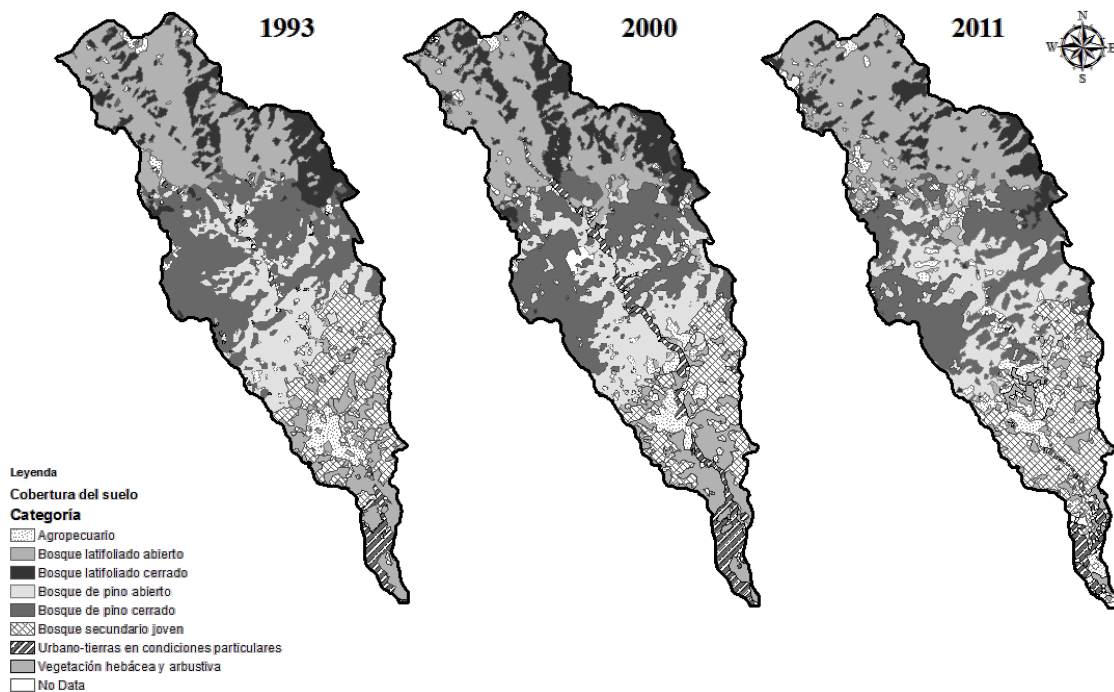 1993
2000
2011
N
W E
S
Leyenda
Cobertura del suelo
Categoría
Agropecuario
Bosque latifoliado abierto
Bosque latifoliado cerrado
Bosque de pino abierto
Bosque de pino cerrado
Bosque secundario joven
Urbano-tierras en condiciones particulares
Vegetación hebácea y arbustiva
No Data